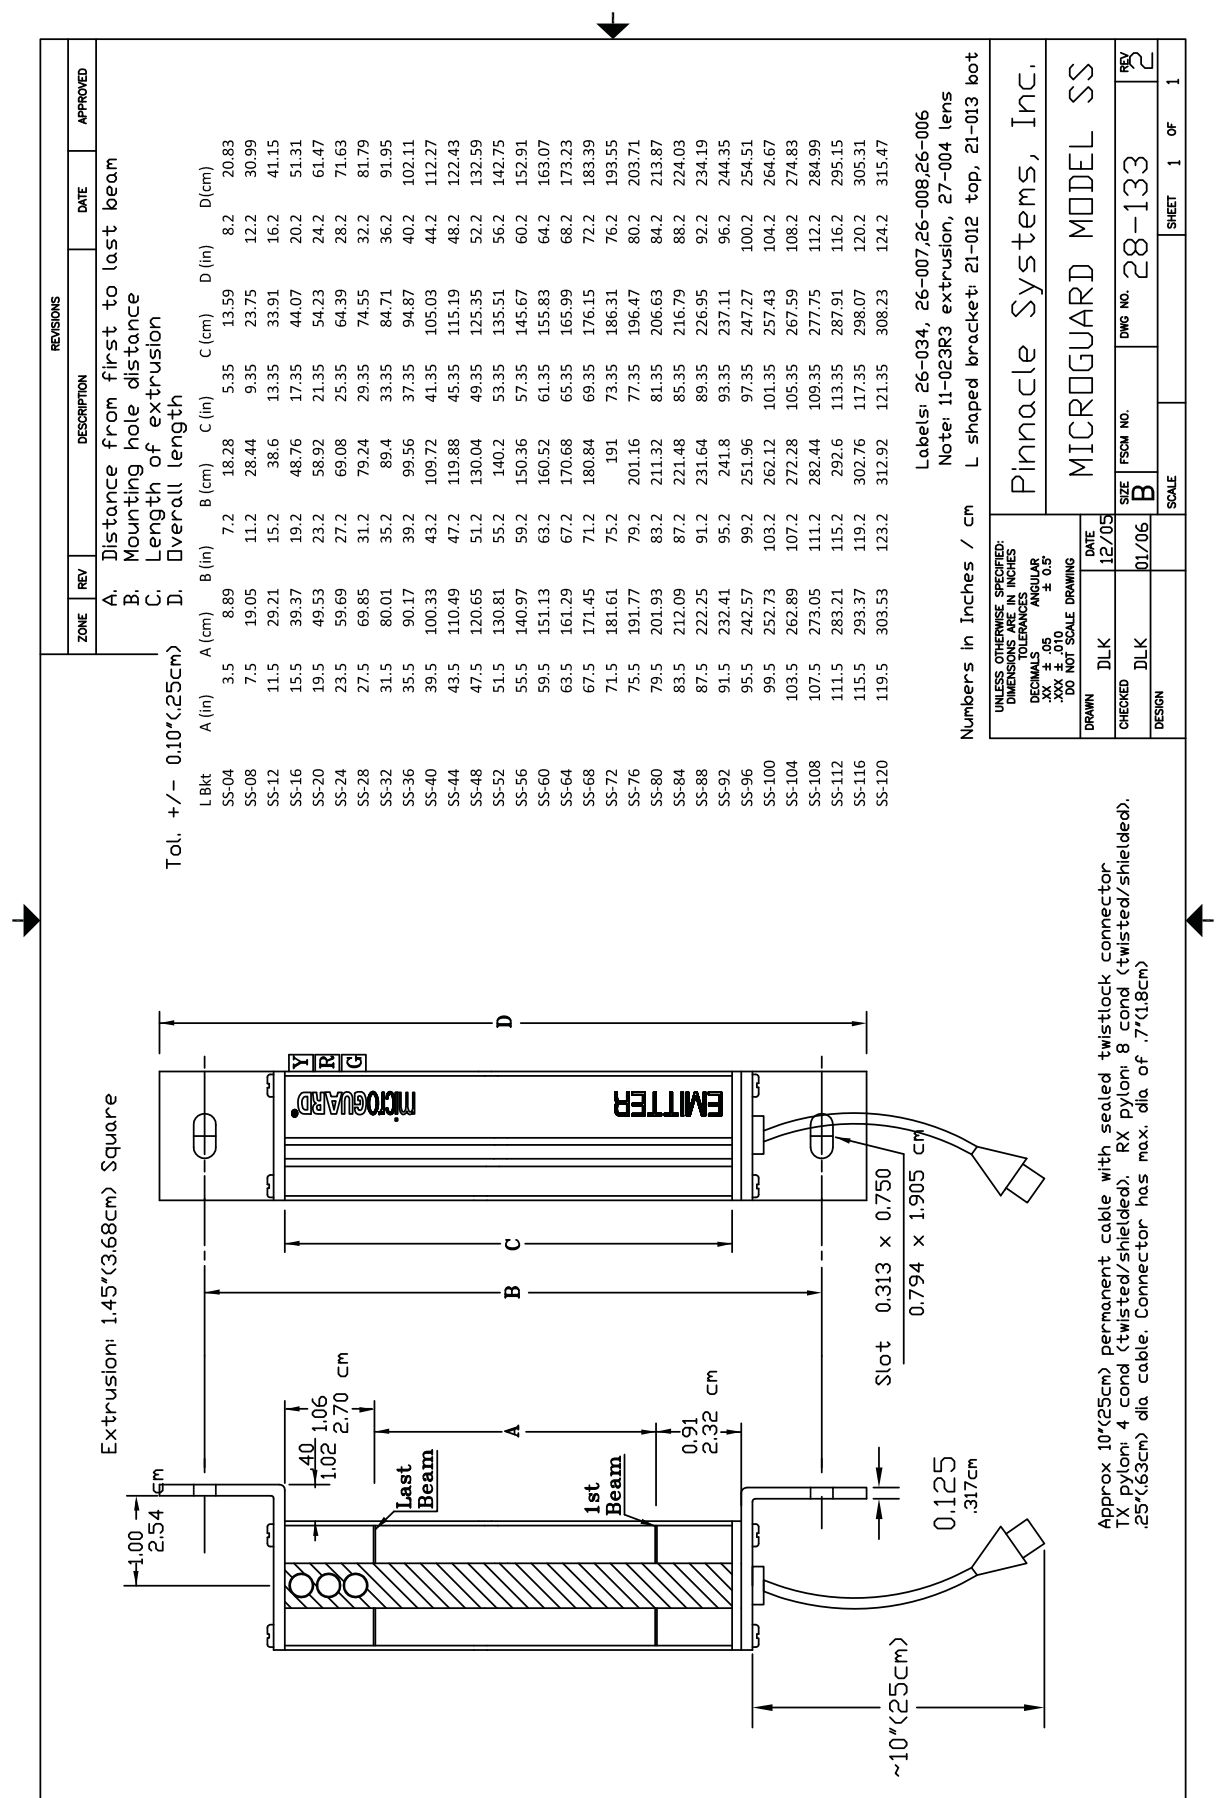 REVISIONS
ZONE REV DESCRIPTION DATE APPROVED
A. Distance from first to last beam
B. Mounting hole distance
C. Length of extrusion
D. Overall length
Tol. +/- 0.10"(.25cm)
L Bkt A (in) A (cm) B (in) B (cm) C (in) C (cm) D (in) D(cm)
SS-04 3.5 8.89 7.2 18.28 5.35 13.59 8.2 20.83
SS-08 7.5 19.05 11.2 28.44 9.35 23.75 12.2 30.99
SS-12 11.5 29.21 15.2 38.6 13.35 33.91 16.2 41.15
SS-16 15.5 39.37 19.2 48.76 17.35 44.07 20.2 51.31
SS-20 19.5 49.53 23.2 58.92 21.35 54.23 24.2 61.47
SS-24 23.5 59.69 27.2 69.08 25.35 64.39 28.2 71.63
SS-28 27.5 69.85 31.2 79.24 29.35 74.55 32.2 81.79
SS-32 31.5 80.01 35.2 89.4 33.35 84.71 36.2 91.95
SS-36 35.5 90.17 39.2 99.56 37.35 94.87 40.2 102.11
SS-40 39.5 100.33 43.2 109.72 41.35 105.03 44.2 112.27
SS-44 43.5 110.49 47.2 119.88 45.35 115.19 48.2 122.43
SS-48 47.5 120.65 51.2 130.04 49.35 125.35 52.2 132.59
SS-52 51.5 130.81 55.2 140.2 53.35 135.51 56.2 142.75
SS-56 55.5 140.97 59.2 150.36 57.35 145.67 60.2 152.91
SS-60 59.5 151.13 63.2 160.52 61.35 155.83 64.2 163.07
SS-64 63.5 161.29 67.2 170.68 65.35 165.99 68.2 173.23
SS-68 67.5 171.45 71.2 180.84 69.35 176.15 72.2 183.39
SS-72 71.5 181.61 75.2 191 73.35 186.31 76.2 193.55
SS-76 75.5 191.77 79.2 201.16 77.35 196.47 80.2 203.71
SS-80 79.5 201.93 83.2 211.32 81.35 206.63 84.2 213.87
SS-84 83.5 212.09 87.2 221.48 85.35 216.79 88.2 224.03
SS-88 87.5 222.25 91.2 231.64 89.35 226.95 92.2 234.19
SS-92 91.5 232.41 95.2 241.8 93.35 237.11 96.2 244.35
SS-96 95.5 242.57 99.2 251.96 97.35 247.27 100.2 254.51
SS-100 99.5 252.73 103.2 262.12 101.35 257.43 104.2 264.67
SS-104 103.5 262.89 107.2 272.28 105.35 267.59 108.2 274.83
SS-108 107.5 273.05 111.2 282.44 109.35 277.75 112.2 284.99
SS-112 111.5 283.21 115.2 292.6 113.35 287.91 116.2 295.15
SS-116 115.5 293.37 119.2 302.76 117.35 298.07 120.2 305.31
SS-120 119.5 303.53 123.2 312.92 121.35 308.23 124.2 315.47
Labels: 26-034, 26-007,26-008,26-006
Note: 11-023R3 extrusion, 27-004 lens
Numbers in Inches / cm L shaped bracket: 21-012 top, 21-013 bot
Extrusion: 1.45"(3.68cm) Square
1.00
2.54 cm
.40
1.02
1.06
2.70 cm
Last
Beam
A
1st
Beam
0.91
2.32 cm
0.125
.317cm
~10"(25cm)
B
C
D
Y
R
G
microGUARD®
EMITTER
Slot 0.313 x 0.750
0.794 x 1.905 cm
Approx 10"(25cm) permanent cable with sealed twistlock connector
TX pylon: 4 cond (twisted/shielded). RX pylon: 8 cond (twisted/shielded).
.25"(.63cm) dia cable. Connector has max. dia of .7"(1.8cm)
UNLESS OTHERWISE SPECIFIED:
DIMENSIONS ARE IN INCHES
TOLERANCES
DECIMALS ANGULAR
.XX ± .05 ± 0.5°
.XXX ± .010
DO NOT SCALE DRAWING
DRAWN DLK DATE 12/05
CHECKED DLK 01/06
DESIGN
Pinnacle Systems, Inc.
MICROGUARD MODEL SS
SIZE B FSCM NO. DWG NO. 28-133 REV 2
SCALE SHEET 1 OF 1